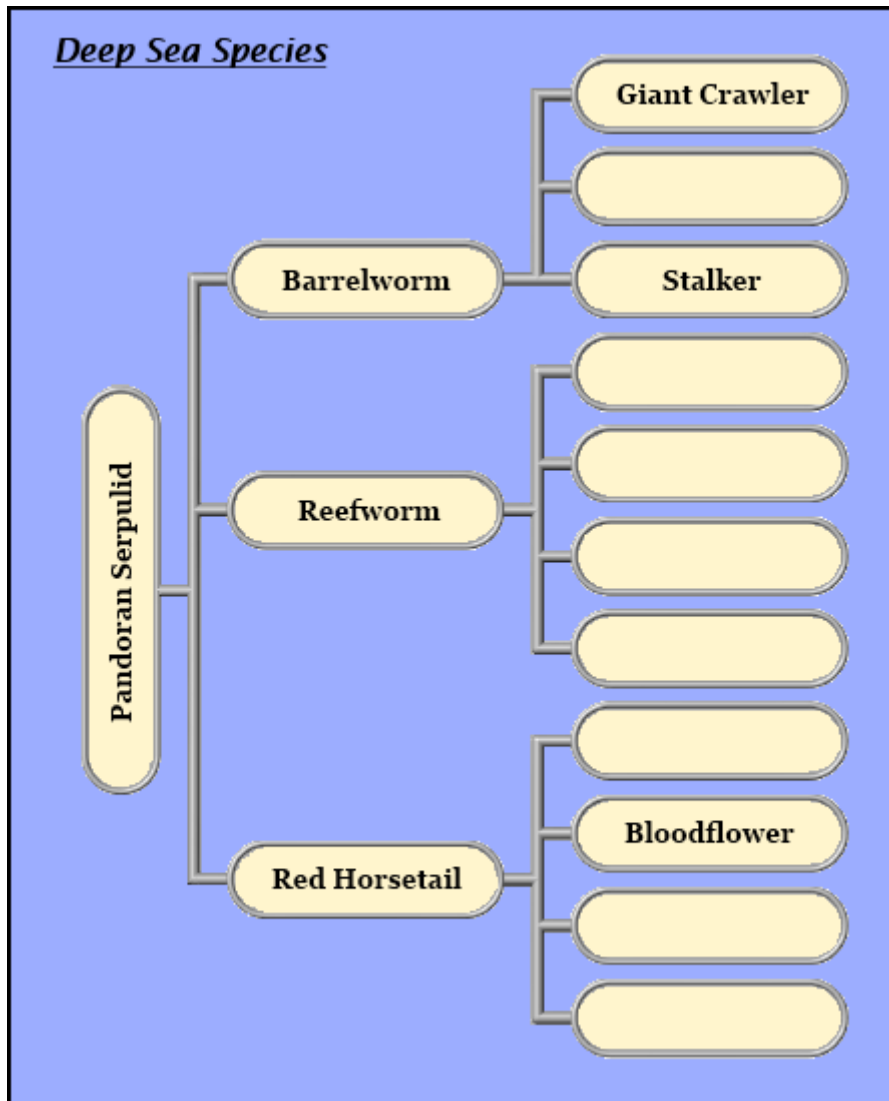 Deep Sea Species
Giant Crawler
Barrelworm
Stalker
Pandoran Serpulid
Reefworm
Bloodflower
Red Horsetail